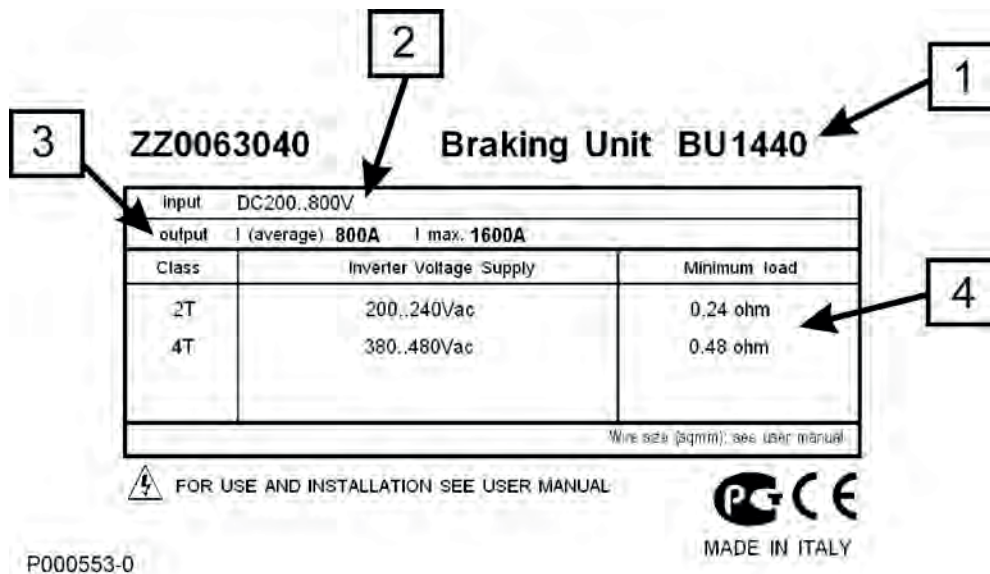 2
1
3
ZZ0063040 Braking Unit BU1440
input DC200..800V
output I (average) 800A I max. 1600A
Class Inverter Voltage Supply Minimum load
4
2T 200..240Vac 0.24 ohm
4T 380..480Vac 0.48 ohm
Wire size (sqmm): see user manual
FOR USE AND INSTALLATION SEE USER MANUAL
PG CE
MADE IN ITALY
P000553-0